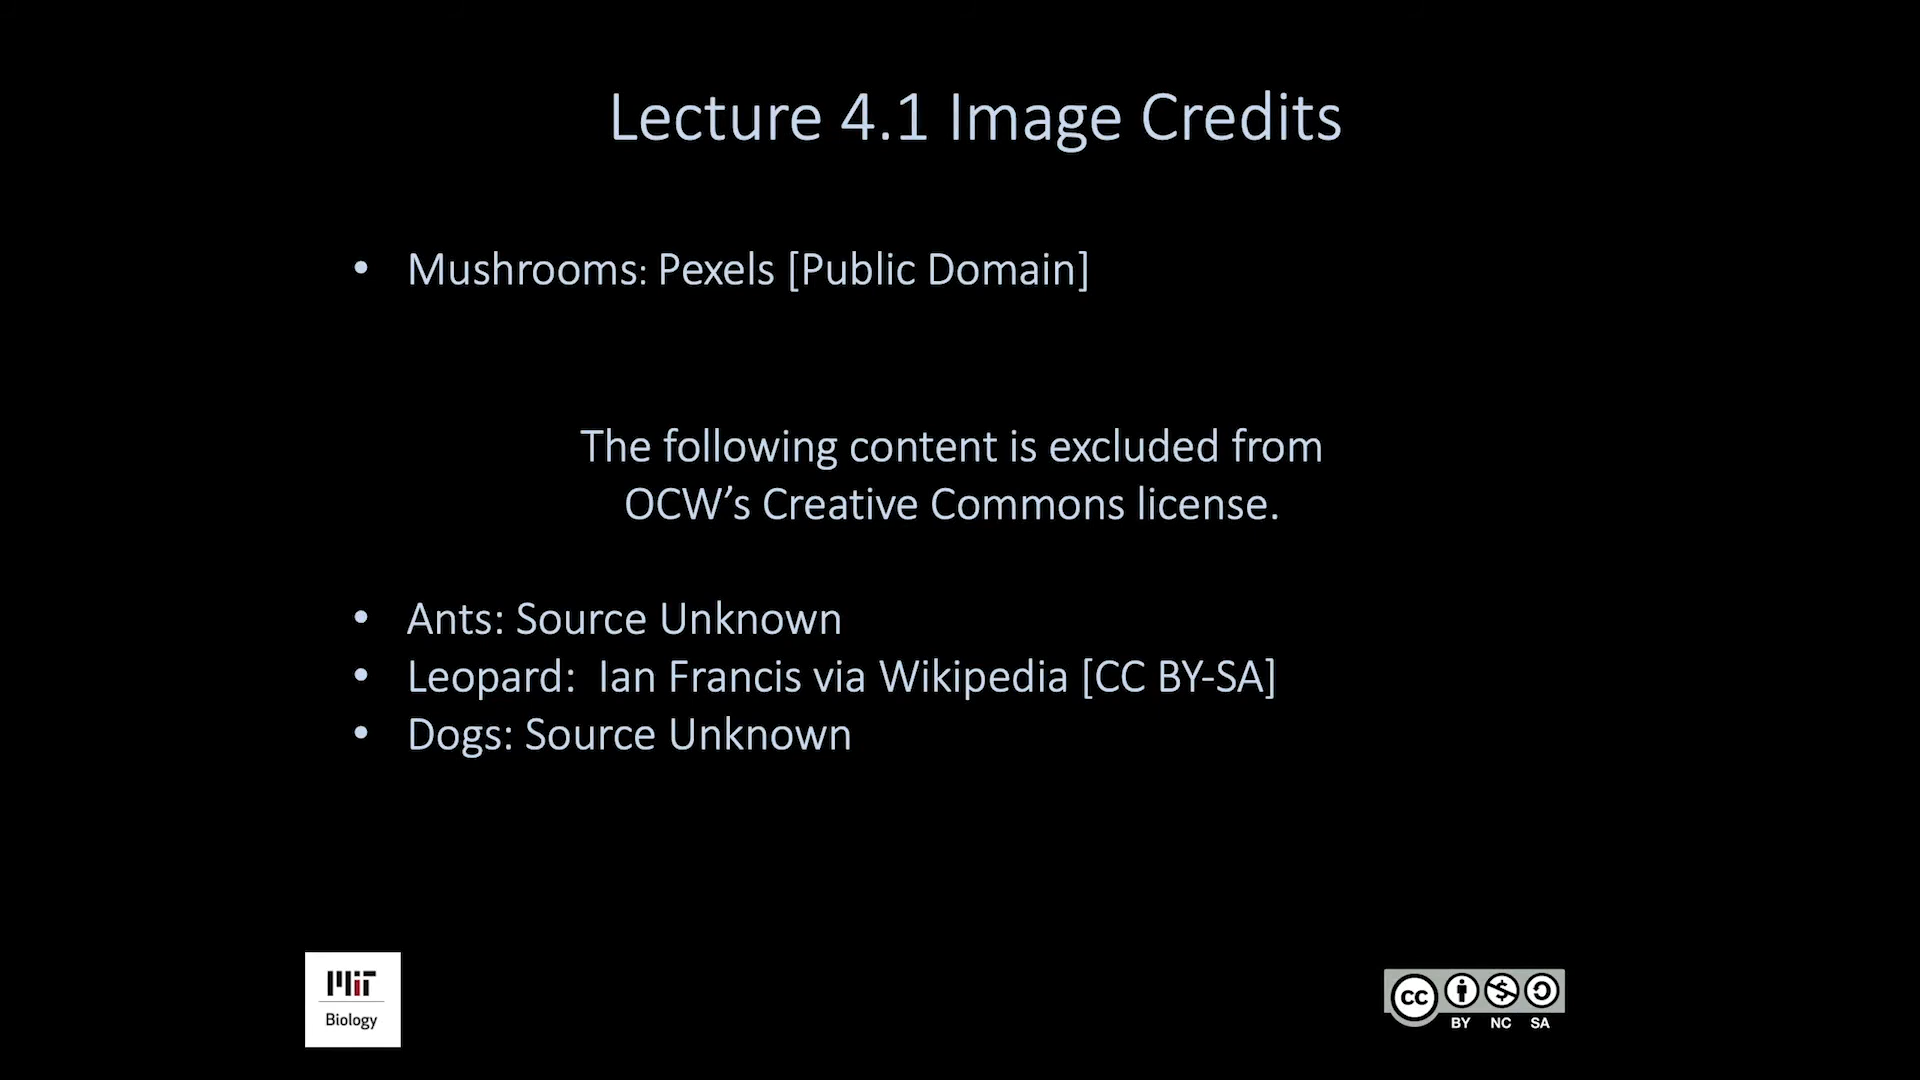 Lecture 4.1 Image Credits
• Mushrooms: Pexels [Public Domain]
The following content is excluded from
OCW’s Creative Commons license.
• Ants: Source Unknown
• Leopard:  Ian Francis via Wikipedia [CC BY-SA]
• Dogs: Source Unknown
MIT
Biology
CC
BY NC SA